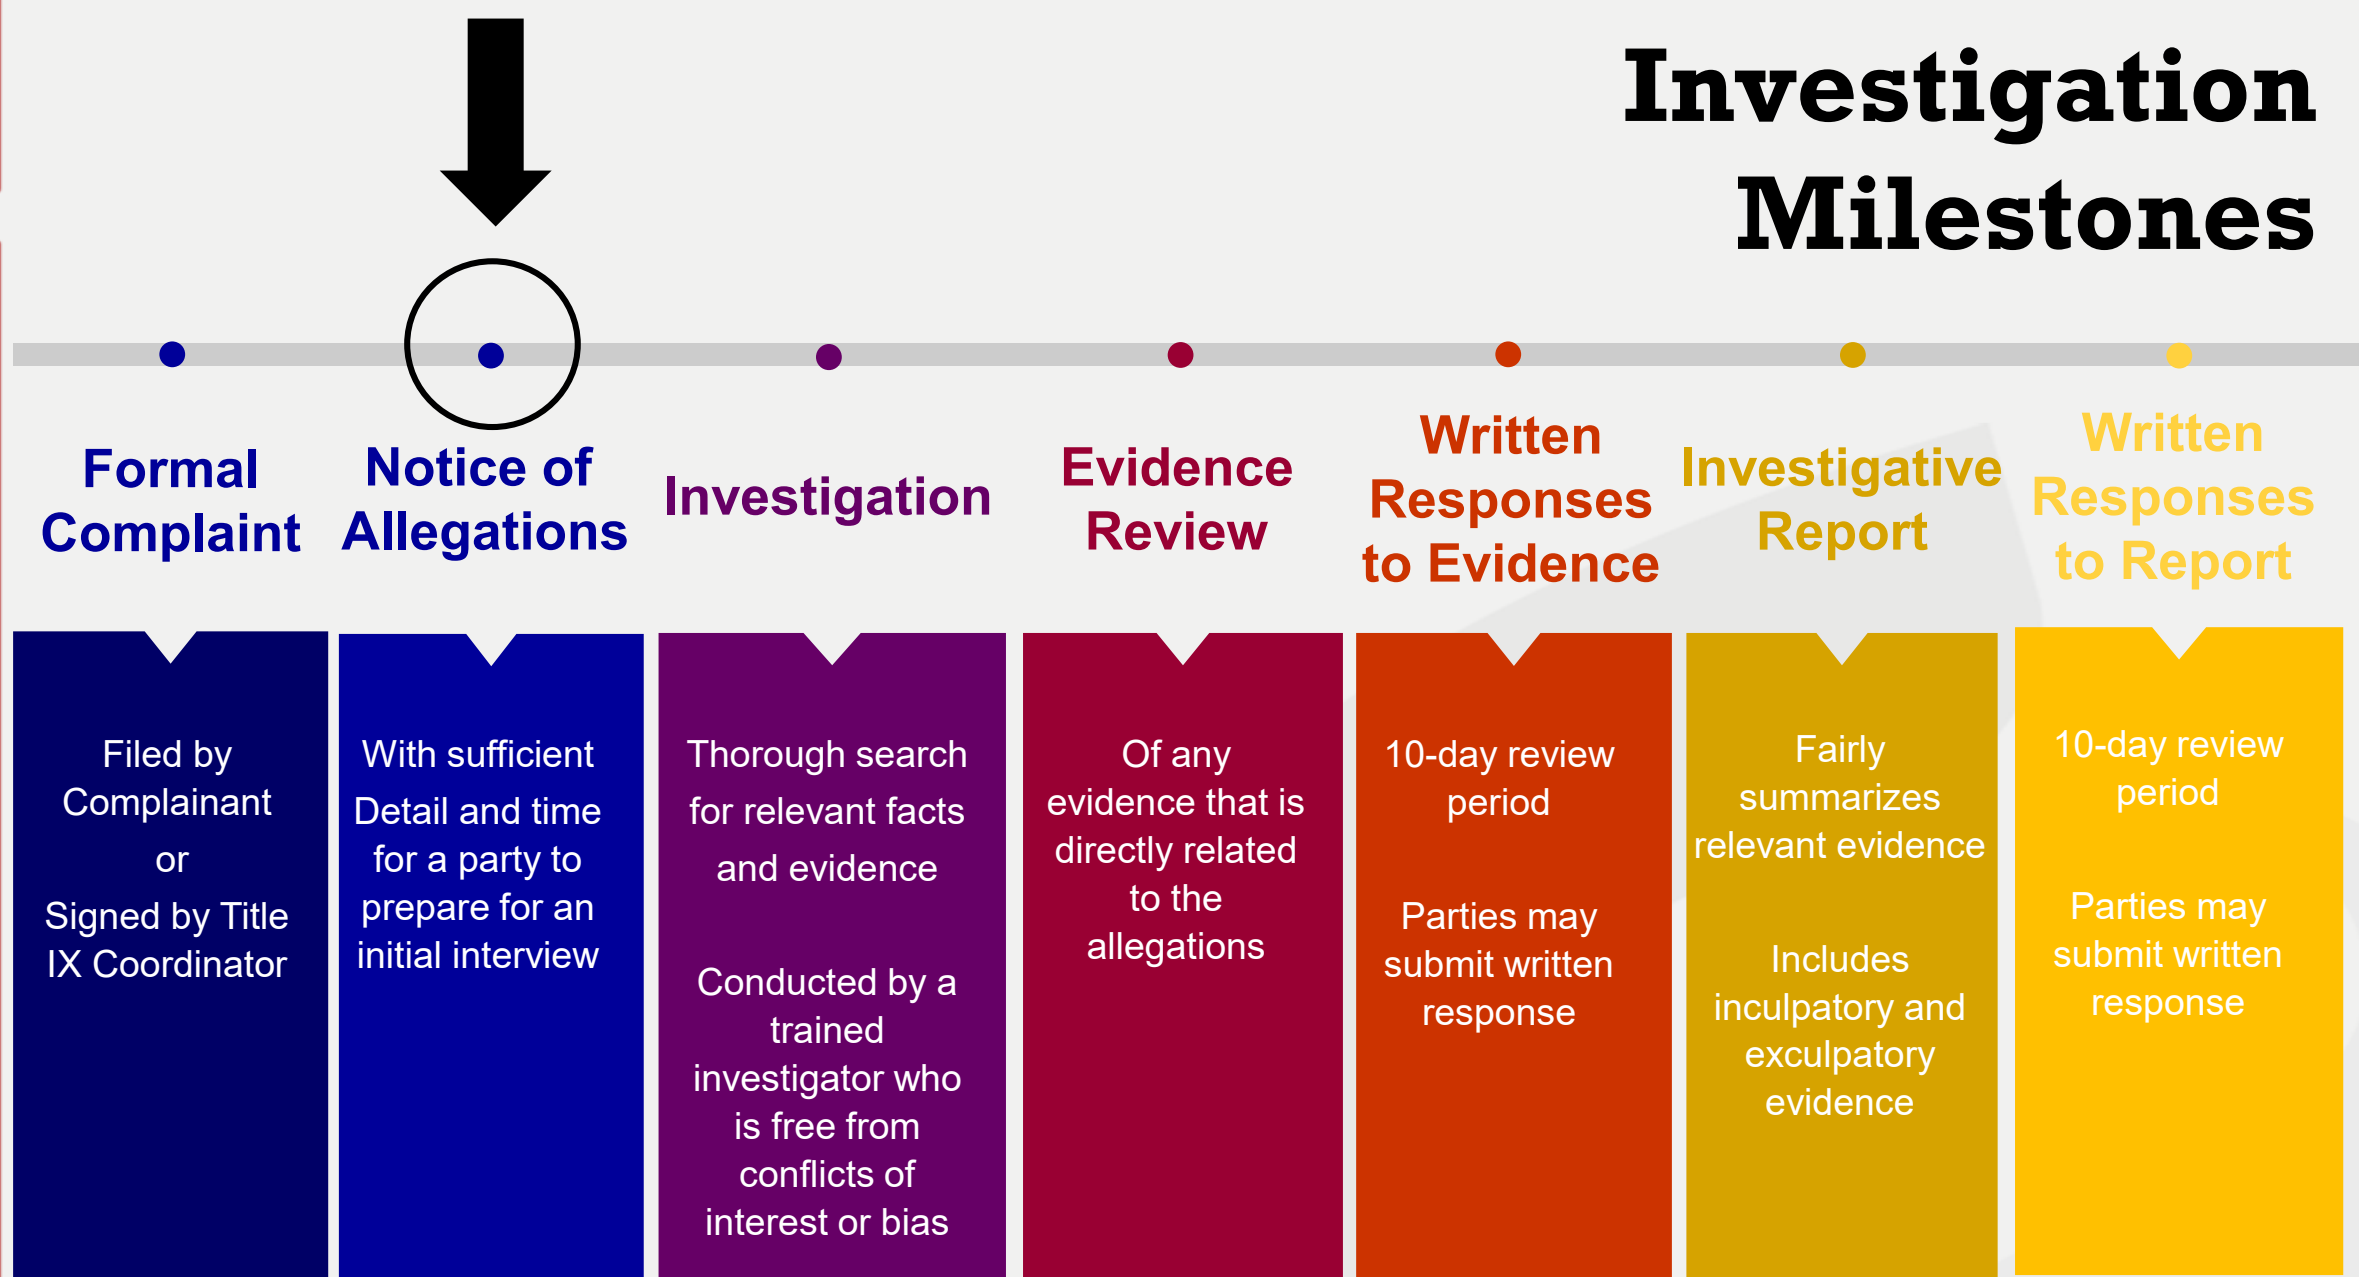 Investigation
Milestones
Formal
Complaint
Notice of
Allegations
Investigation
Evidence
Review
Written
Responses
to Evidence
Investigative
Report
Written
Responses
to Report
Filed by
Complainant
or
Signed by Title
IX Coordinator
With sufficient
Detail and time
for a party to
prepare for an
initial interview
Thorough search
for relevant facts
and evidence
Conducted by a
trained
investigator who
is free from
conflicts of
interest or bias
Of any
evidence that is
directly related
to the
allegations
10-day review
period
Parties may
submit written
response
Fairly
summarizes
relevant evidence
Includes
inculpatory and
exculpatory
evidence
10-day review
period
Parties may
submit written
response